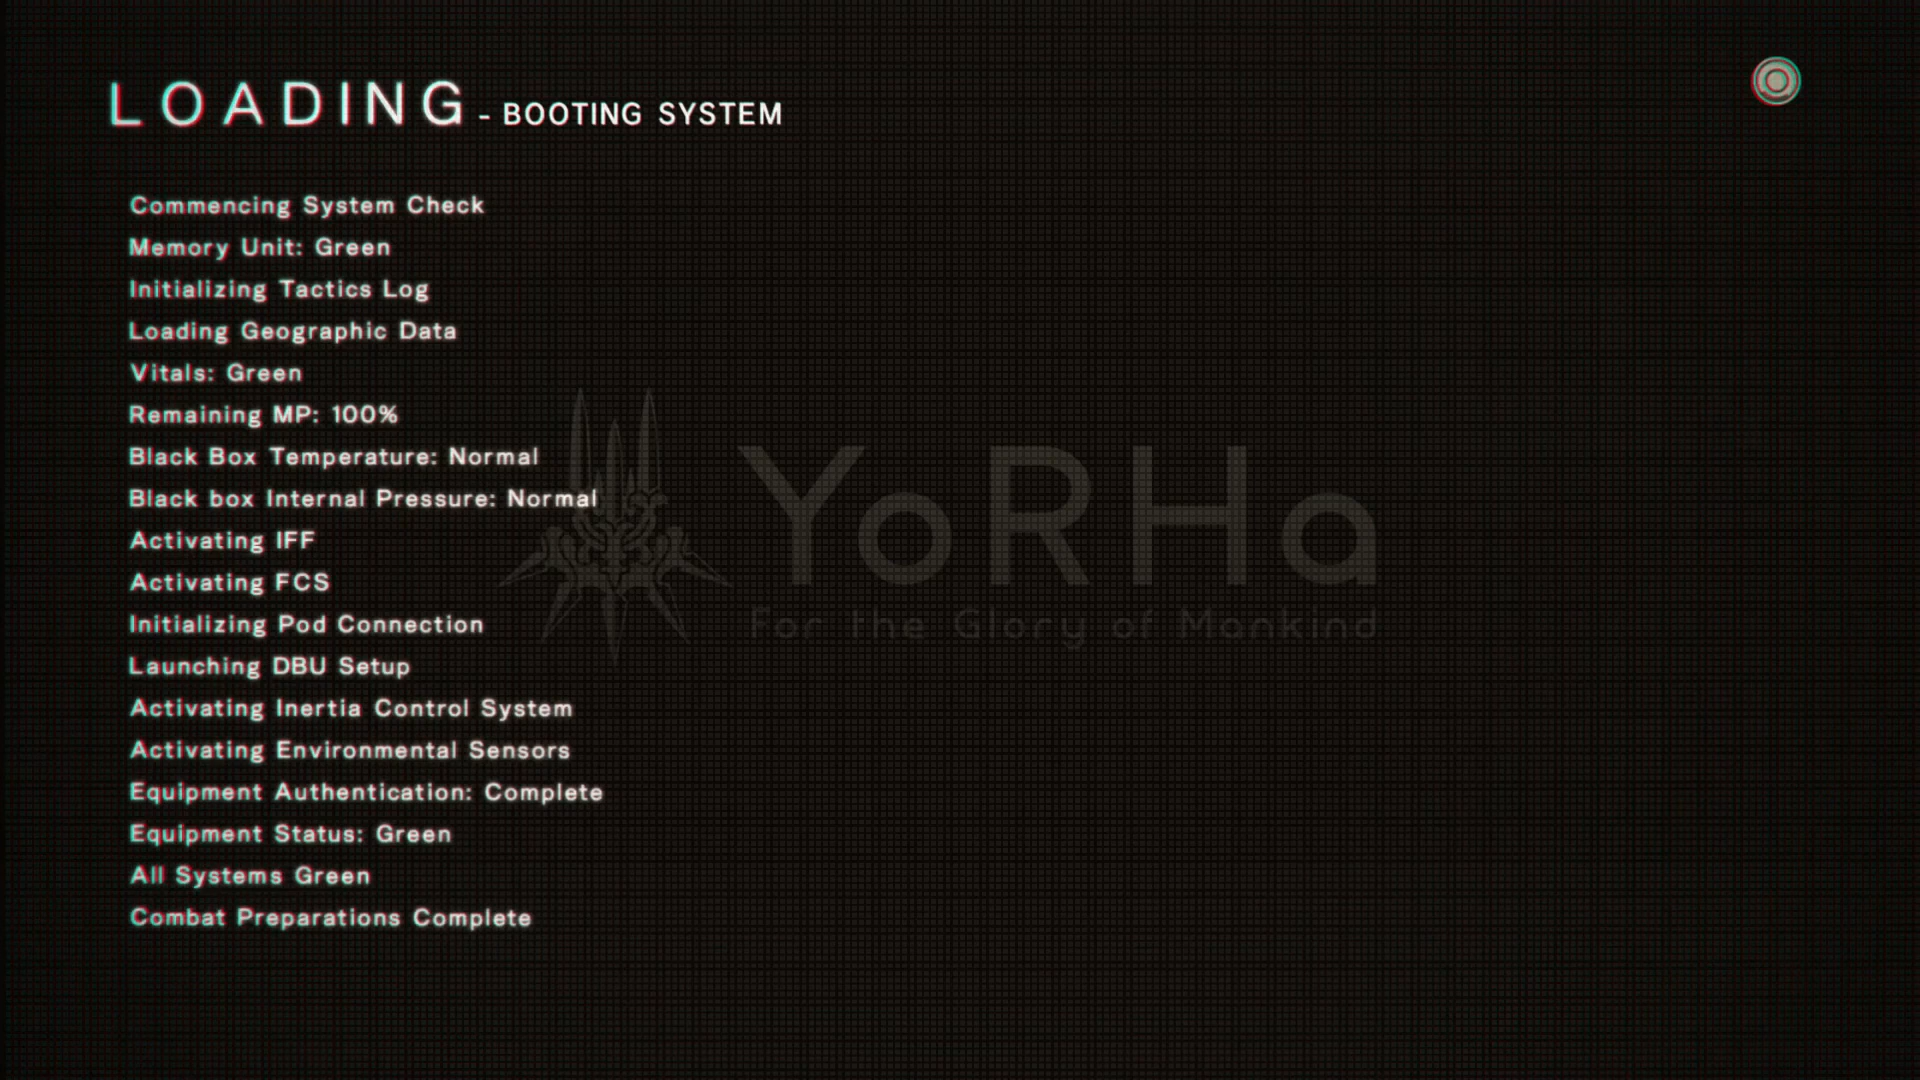 LOADING - BOOTING SYSTEM
Commencing System Check
Memory Unit: Green
Initializing Tactics Log
Loading Geographic Data
Vitals: Green
Remaining MP: 100%
Black Box Temperature: Normal
Black box Internal Pressure: Normal
Activating IFF
Activating FCS
Initializing Pod Connection
Launching DBU Setup
Activating Inertia Control System
Activating Environmental Sensors
Equipment Authentication: Complete
Equipment Status: Green
All Systems Green
Combat Preparations Complete
YoRHa
For the Glory of Mankind